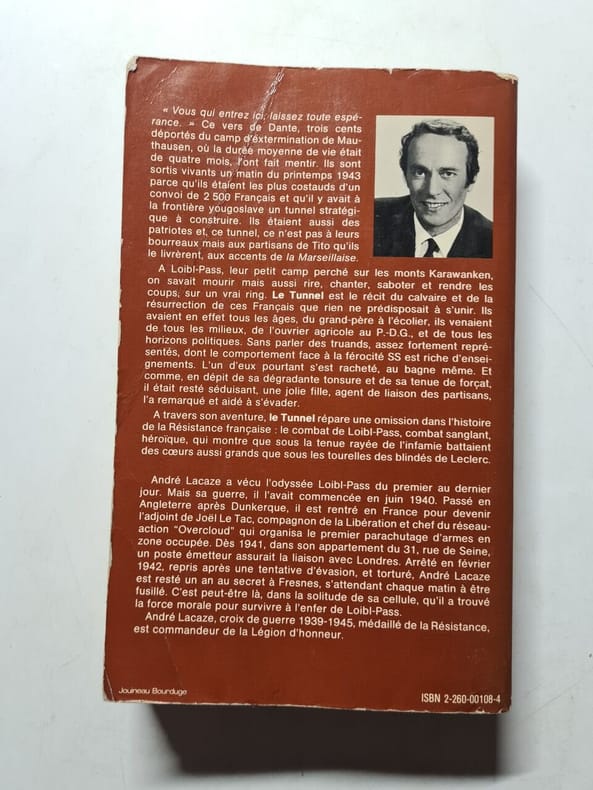 « Vous qui entrez ici, laissez toute espé-
rance. » Ce vers de Dante, trois cents
déportés du camp d'extermination de Mau-
thausen, où la durée moyenne de vie était
de quatre mois, l'ont fait mentir. Ils sont
sortis vivants un matin du printemps 1943
parce qu'ils étaient les plus costauds d'un
convoi de 2 500 Français et qu'il y avait à
la frontière yougoslave un tunnel stratégi-
que à construire. Ils étaient aussi des
patriotes et, ce tunnel, ce n'est pas à leurs
bourreaux mais aux partisans de Tito qu'ils
le livrèrent, aux accents de la Marseillaise.
A Loibl-Pass, leur petit camp perché sur les monts Karawanken,
on savait mourir mais aussi rire, chanter, saboter et rendre les
coups, sur un vrai ring. Le Tunnel est le récit du calvaire et de la
résurrection de ces Français que rien ne prédisposait à s'unir. Ils
avaient en effet tous les âges, du grand-père à l'écolier, ils venaient
de tous les milieux, de l'ouvrier agricole au P.-D.G., et de tous les
horizons politiques. Sans parler des truands, assez fortement repré-
sentés, dont le comportement face à la férocité SS est riche d'ensei-
gnements. L'un d'eux pourtant s'est racheté, au bagne même. Et
comme, en dépit de sa dégradante tonsure et de sa tenue de forçat,
il était resté séduisant, une jolie fille, agent de liaison des partisans,
l'a remarqué et aidé à s'évader.
A travers son aventure, le Tunnel répare une omission dans l'histoire
de la Résistance française : le combat de Loibl-Pass, combat sanglant,
héroïque, qui montre que sous la tenue rayée de l'infamie battaient
des cœurs aussi grands que sous les tourelles des blindés de Leclerc.
André Lacaze a vécu l'odyssée Loibl-Pass du premier au dernier
jour. Mais sa guerre, il l'avait commencée en juin 1940. Passé en
Angleterre après Dunkerque, il est rentré en France pour devenir
l'adjoint de Joël Le Tac, compagnon de la Libération et chef du réseau-
action "Overcloud" qui organisa le premier parachutage d'armes en
zone occupée. Dès 1941, dans son appartement du 31, rue de Seine,
un poste émetteur assurait la liaison avec Londres. Arrêté en février
1942, repris après une tentative d'évasion, et torturé, André Lacaze
est resté un an au secret à Fresnes, s'attendant chaque matin à être
fusillé. C'est peut-être là, dans la solitude de sa cellule, qu'il a trouvé
la force morale pour survivre à l'enfer de Loibl-Pass.
André Lacaze, croix de guerre 1939-1945, médaillé de la Résistance,
est commandeur de la Légion d'honneur.
Jouineau Bourduge
ISBN 2-260-00108-4